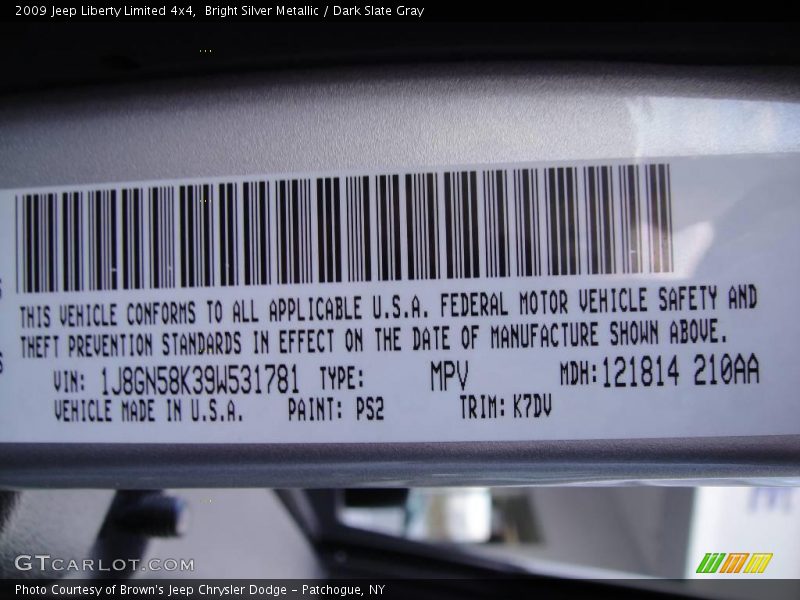 2009 Jeep Liberty Limited 4x4,  Bright Silver Metallic / Dark Slate Gray
THIS VEHICLE CONFORMS TO ALL APPLICABLE U.S.A. FEDERAL MOTOR VEHICLE SAFETY AND
THEFT PREVENTION STANDARDS IN EFFECT ON THE DATE OF MANUFACTURE SHOWN ABOVE.
VIN: 1J8GN58K39W531781 TYPE: MPV MDH:121814 210AA
VEHICLE MADE IN U.S.A. PAINT: PS2 TRIM: K7DV
GTCARLOT.COM
Photo Courtesy of Brown's Jeep Chrysler Dodge - Patchogue, NY